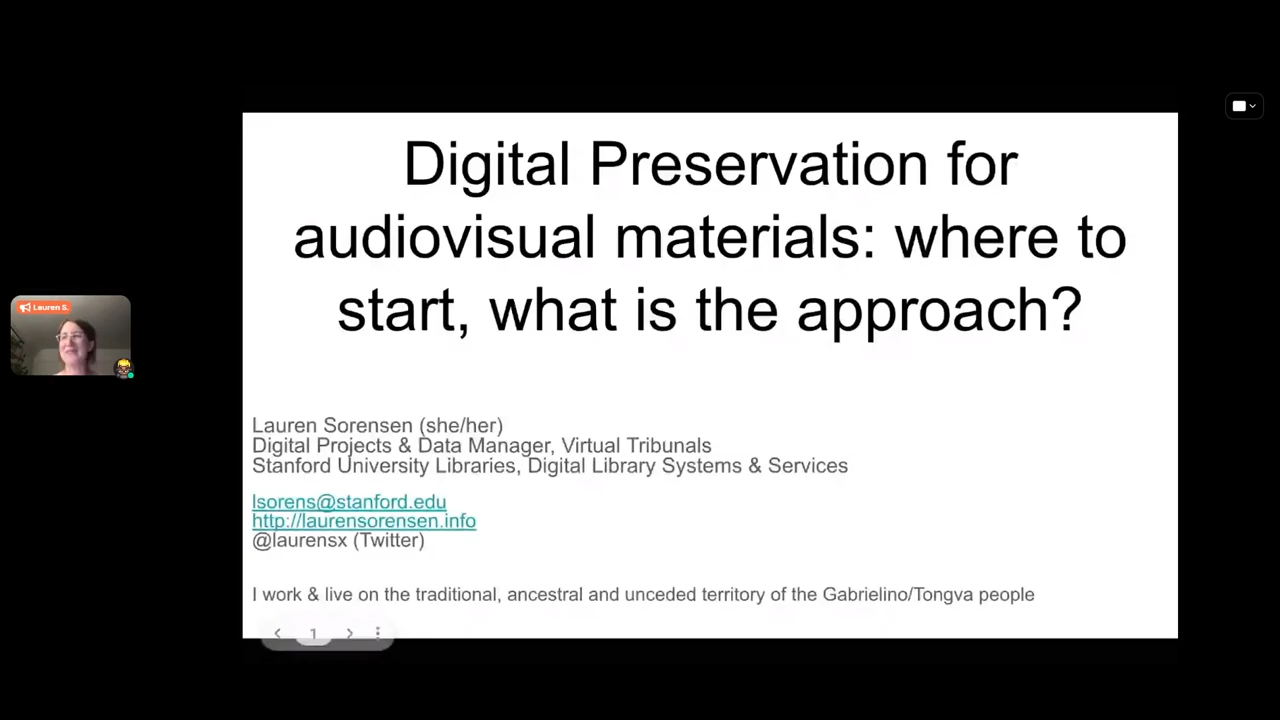 Digital Preservation for
audiovisual materials: where to
start, what is the approach?
Lauren S.
Lauren Sorensen (she/her)
Digital Projects & Data Manager, Virtual Tribunals
Stanford University Libraries, Digital Library Systems & Services
lsorens@stanford.edu
http://laurensorensen.info
@laurensx (Twitter)
I work & live on the traditional, ancestral and unceded territory of the Gabrielino/Tongva people
1